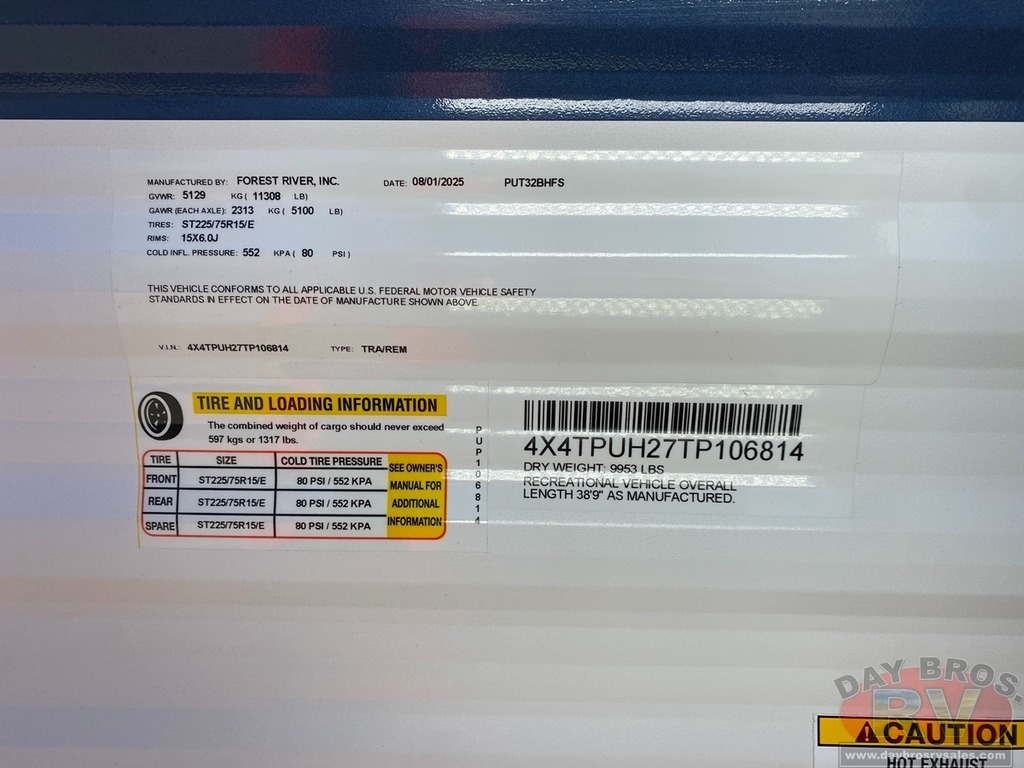 MANUFACTURED BY: FOREST RIVER, INC. DATE: 08/01/2025 PUT32BHFS
GVWR: 5129 KG ( 11308 LB)
GAWR (EACH AXLE): 2313 KG ( 5100 LB)
TIRES: ST225/75R15/E
RIMS: 15X6.0J
COLD INFL. PRESSURE: 552 KPA ( 80 PSI )
THIS VEHICLE CONFORMS TO ALL APPLICABLE U.S. FEDERAL MOTOR VEHICLE SAFETY
STANDARDS IN EFFECT ON THE DATE OF MANUFACTURE SHOWN ABOVE.
V.I.N.: 4X4TPUH27TP106814 TYPE: TRA/REM
TIRE AND LOADING INFORMATION
The combined weight of cargo should never exceed
597 kgs or 1317 lbs.
TIRE SIZE COLD TIRE PRESSURE
FRONT ST225/75R15/E 80 PSI / 552 KPA
REAR ST225/75R15/E 80 PSI / 552 KPA
SPARE ST225/75R15/E 80 PSI / 552 KPA
SEE OWNER'S
MANUAL FOR
ADDITIONAL
INFORMATION
PUP106814
4X4TPUH27TP106814
DRY WEIGHT: 9953 LBS
RECREATIONAL VEHICLE OVERALL
LENGTH 38'9" AS MANUFACTURED.
DAY BROS.
RV
CAUTION
www.daybrosrvsales.com
HOT EXHAUST